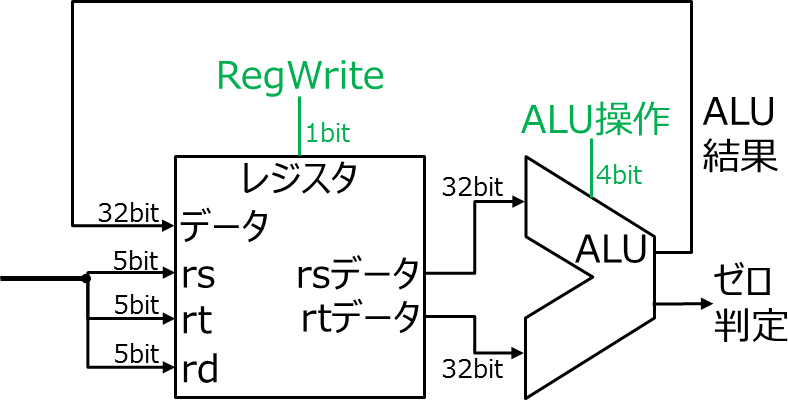 RegWrite
1bit
ALU操作
4bit
ALU
結果
レジスタ
32bit
データ
32bit
5bit
rs
rsデータ
ALU
5bit
rt
rtデータ
ゼロ
判定
5bit
rd
32bit